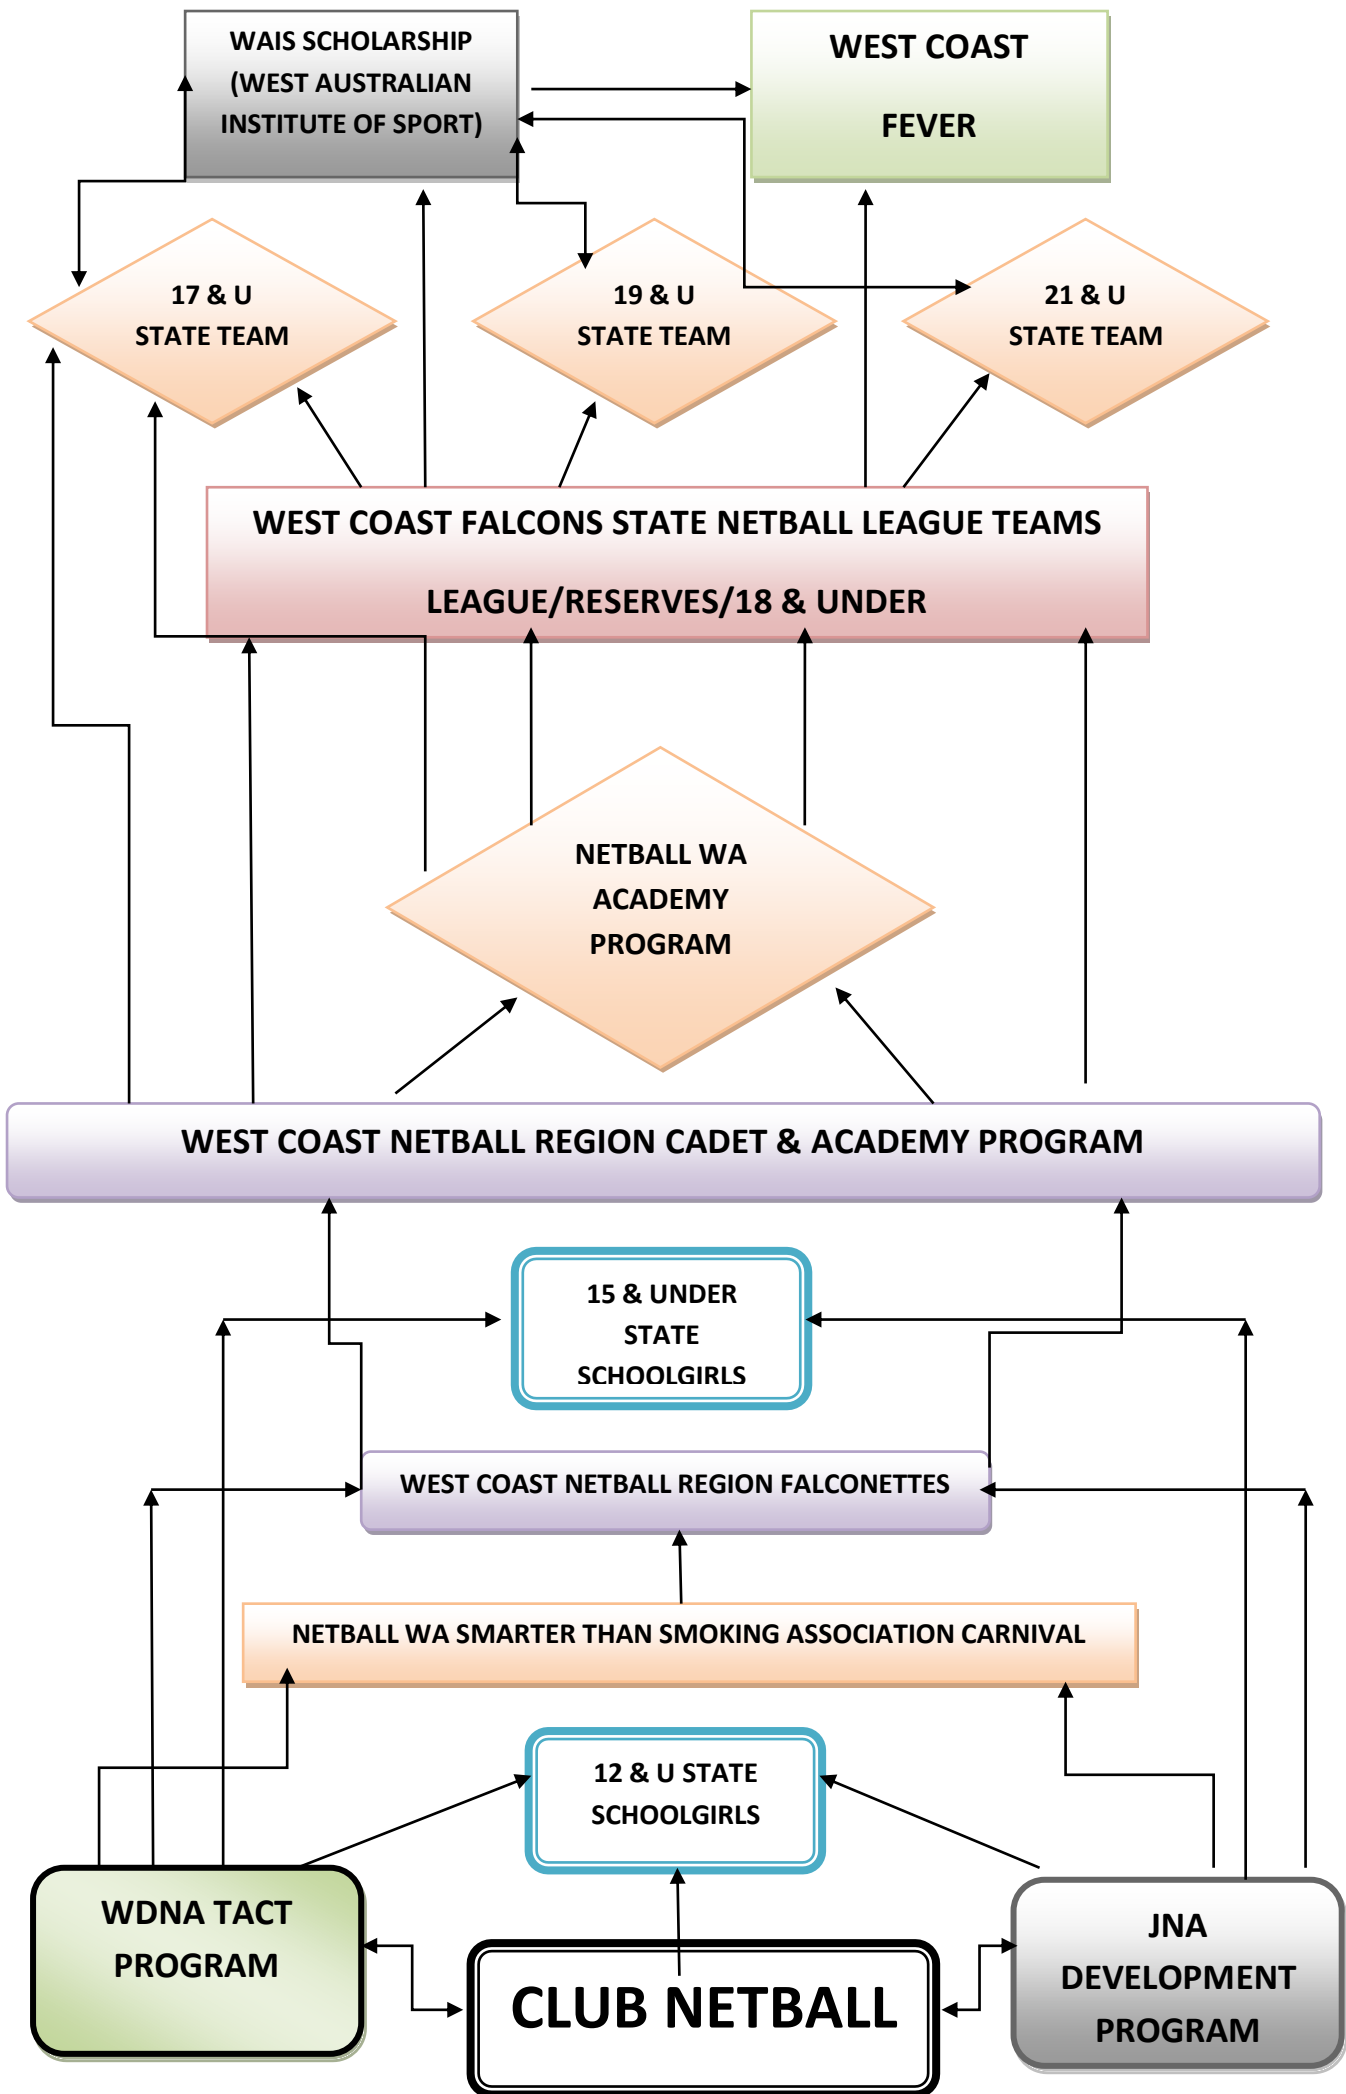 WAIS SCHOLARSHIP
(WEST AUSTRALIAN
INSTITUTE OF SPORT)
WEST COAST
FEVER
17 & U
STATE TEAM
19 & U
STATE TEAM
21 & U
STATE TEAM
WEST COAST FALCONS STATE NETBALL LEAGUE TEAMS
LEAGUE/RESERVES/18 & UNDER
NETBALL WA
ACADEMY
PROGRAM
WEST COAST NETBALL REGION CADET & ACADEMY PROGRAM
15 & UNDER
STATE
SCHOOLGIRLS
WEST COAST NETBALL REGION FALCONETTES
NETBALL WA SMARTER THAN SMOKING ASSOCIATION CARNIVAL
12 & U STATE
SCHOOLGIRLS
WDNA TACT
PROGRAM
CLUB NETBALL
JNA
DEVELOPMENT
PROGRAM